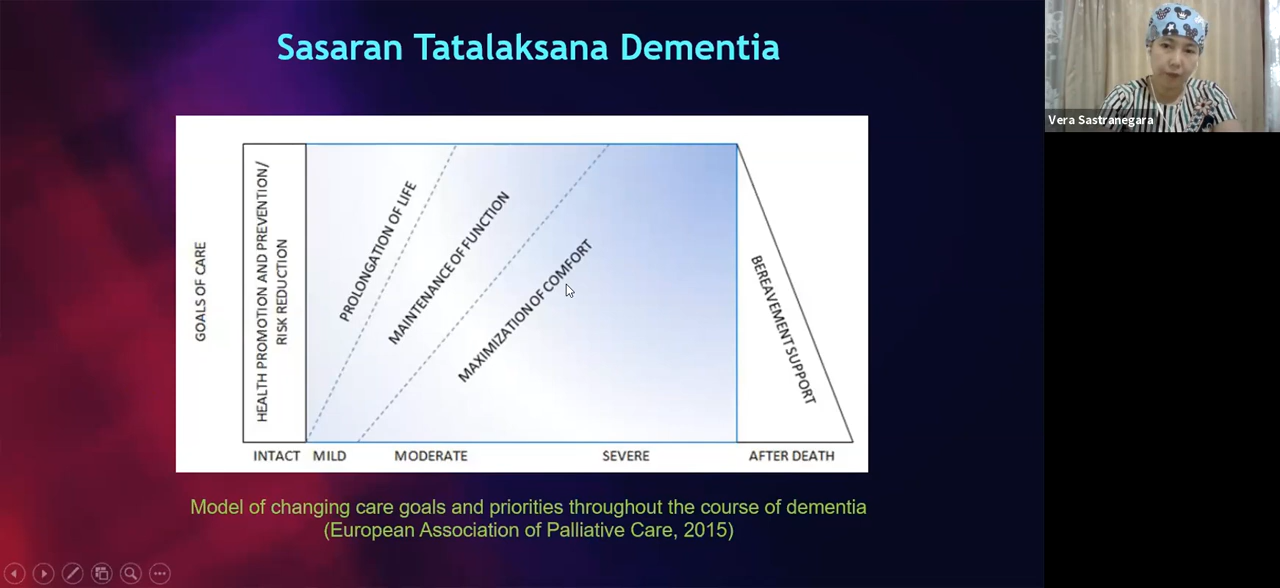 Sasaran Tatalaksana Dementia
Vera Sastranegara
GOALS OF CARE
HEALTH PROMOTION AND PREVENTION/
RISK REDUCTION
PROLONGATION OF LIFE
MAINTENANCE OF FUNCTION
MAXIMIZATION OF COMFORT
BEREAVEMENT SUPPORT
INTACT MILD MODERATE SEVERE AFTER DEATH
Model of changing care goals and priorities throughout the course of dementia
(European Association of Palliative Care, 2015)